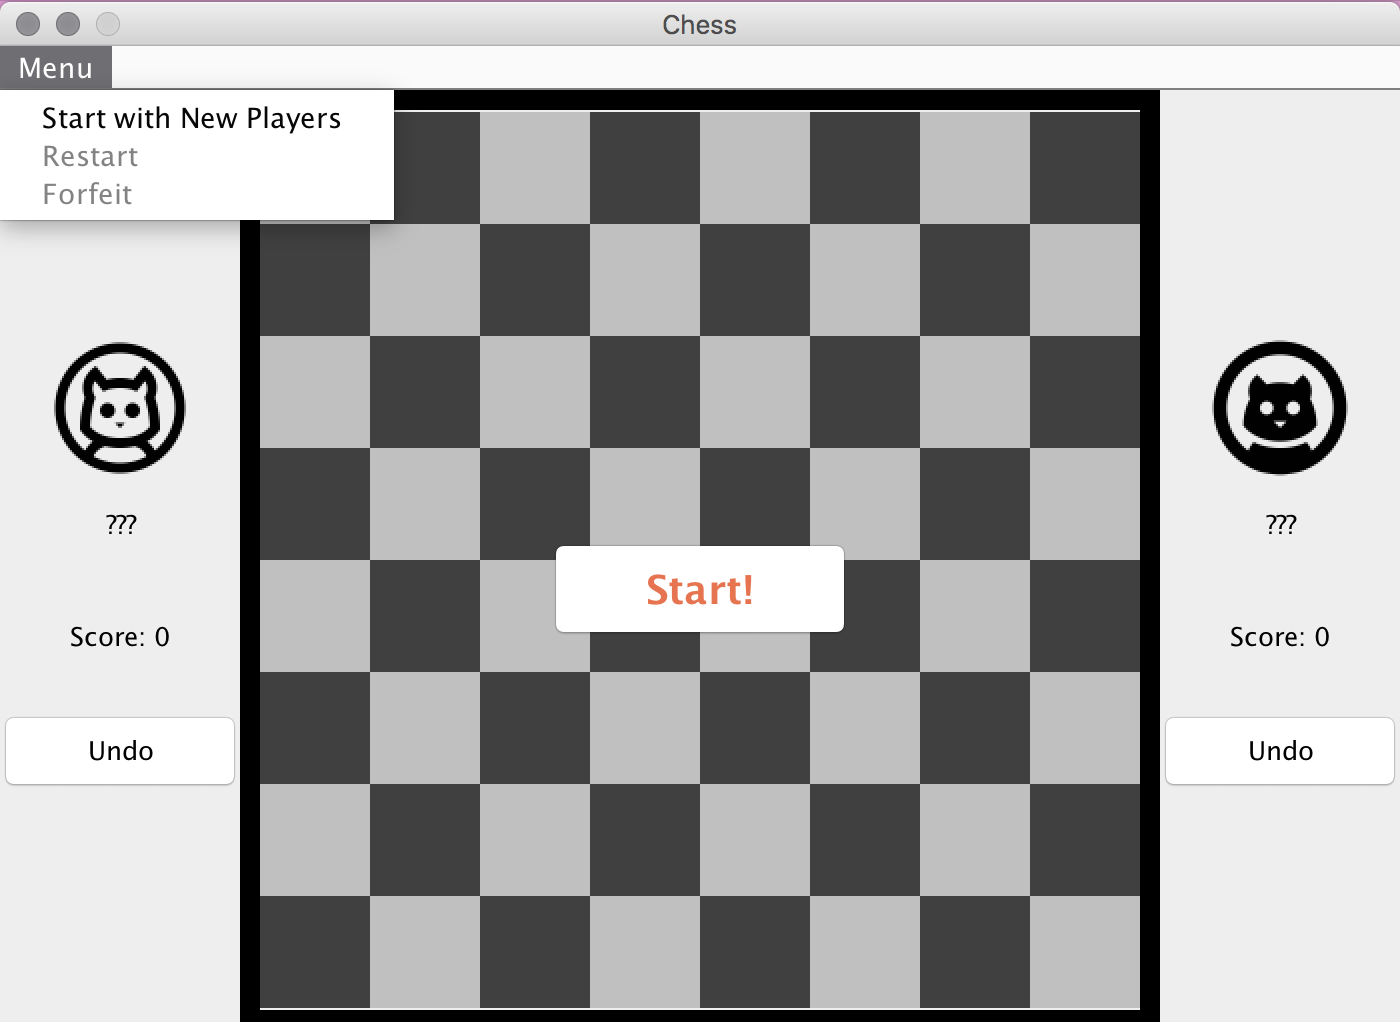 Chess
Menu
Start with New Players
Restart
Forfeit
???
???
Start!
Score: 0
Score: 0
Undo
Undo